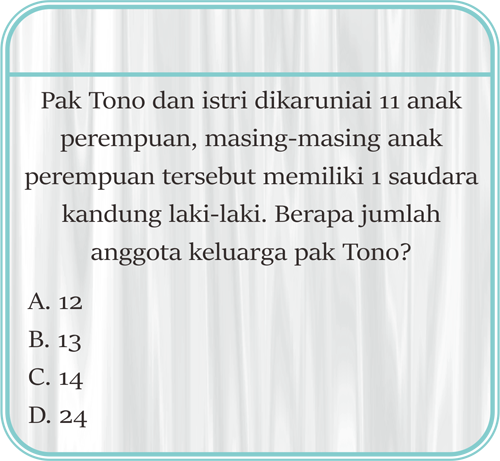 Pak Tono dan istri dikaruniai 11 anak
perempuan, masing-masing anak
perempuan tersebut memiliki 1 saudara
kandung laki-laki. Berapa jumlah
anggota keluarga pak Tono?
A. 12
B. 13
C. 14
D. 24